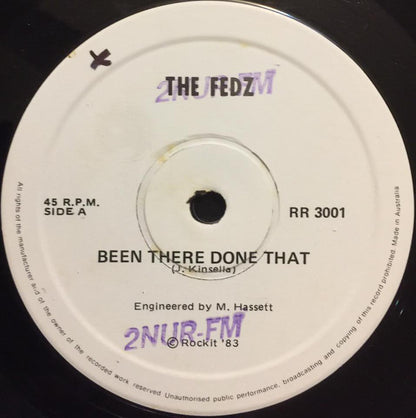 THE FEDZ
2NUR-FM
45 R.P.M.
SIDE A
RR 3001
BEEN THERE DONE THAT
(J. Kinsella)
Engineered by M. Hassett
2NUR-FM
©Rockit '83
All rights of the manufacturer and of the owner of the recorded work reserved Unauthorised public performance, broadcasting and copying of this record prohibited. Made in Australia